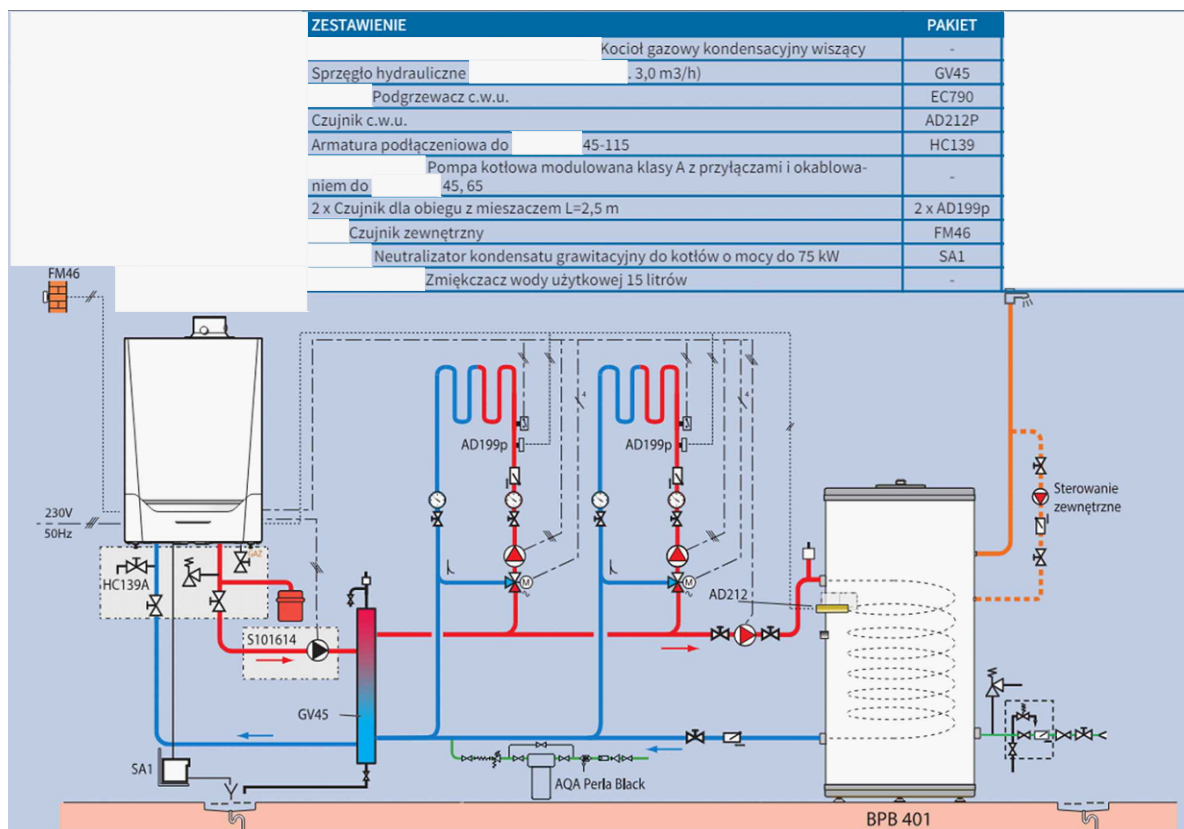 ZESTAWIENIE PAKIET
Kocioł gazowy kondensacyjny wiszący -
Sprzęgło hydrauliczne . 3,0 m3/h) GV45
Podgrzewacz c.w.u. EC790
Czujnik c.w.u. AD212P
Armatura podłączeniowa do 45-115 HC139
Pompa kotłowa modulowana klasy A z przyłączami i okablowa-
niem do 45, 65 -
2 x Czujnik dla obiegu z mieszaczem L=2,5 m 2 x AD199p
Czujnik zewnętrzny FM46
Neutralizator kondensatu grawitacyjny do kotłów o mocy do 75 kW SA1
Zmiękczacz wody użytkowej 15 litrów -
FM46
4
4
AD199p
AD199p
Sterowanie
zewnętrzne
230V
50Hz
GAZ
HC139A
M
M
AD212
S101614
GV45
SA1
AQA Perla Black
BPB 401